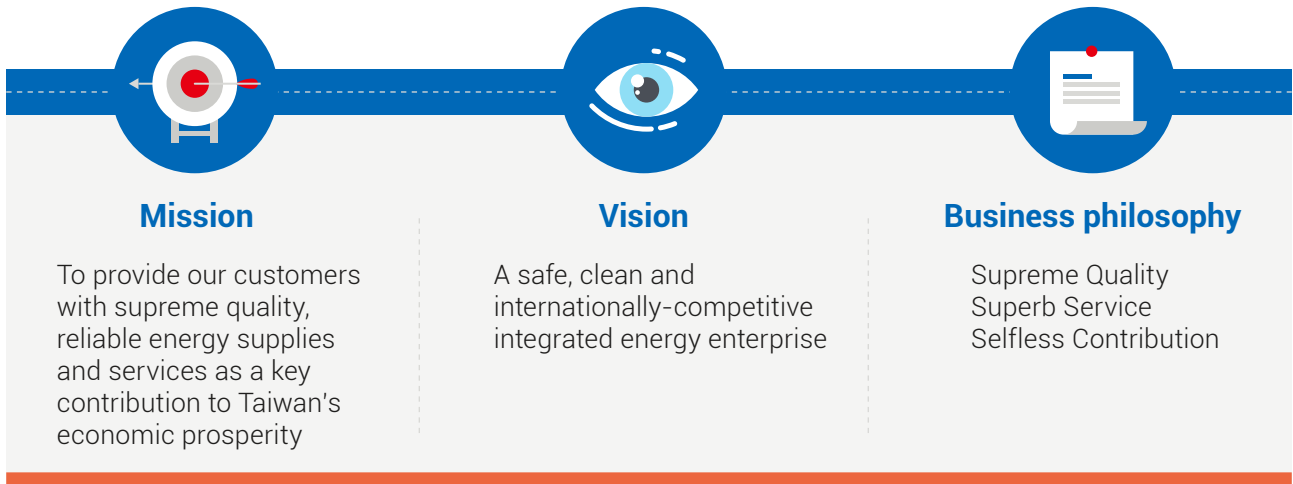 Mission
To provide our customers
with supreme quality,
reliable energy supplies
and services as a key
contribution to Taiwan's
economic prosperity
Vision
A safe, clean and
internationally-competitive
integrated energy enterprise
Business philosophy
Supreme Quality
Superb Service
Selfless Contribution